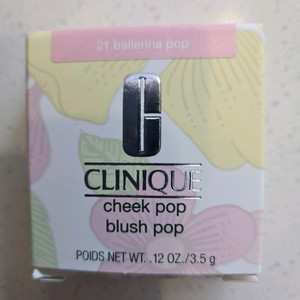 21 ballerina pop
CLINIQUE
cheek pop
blush pop
POIDS NET WT. .12 OZ./3.5 g